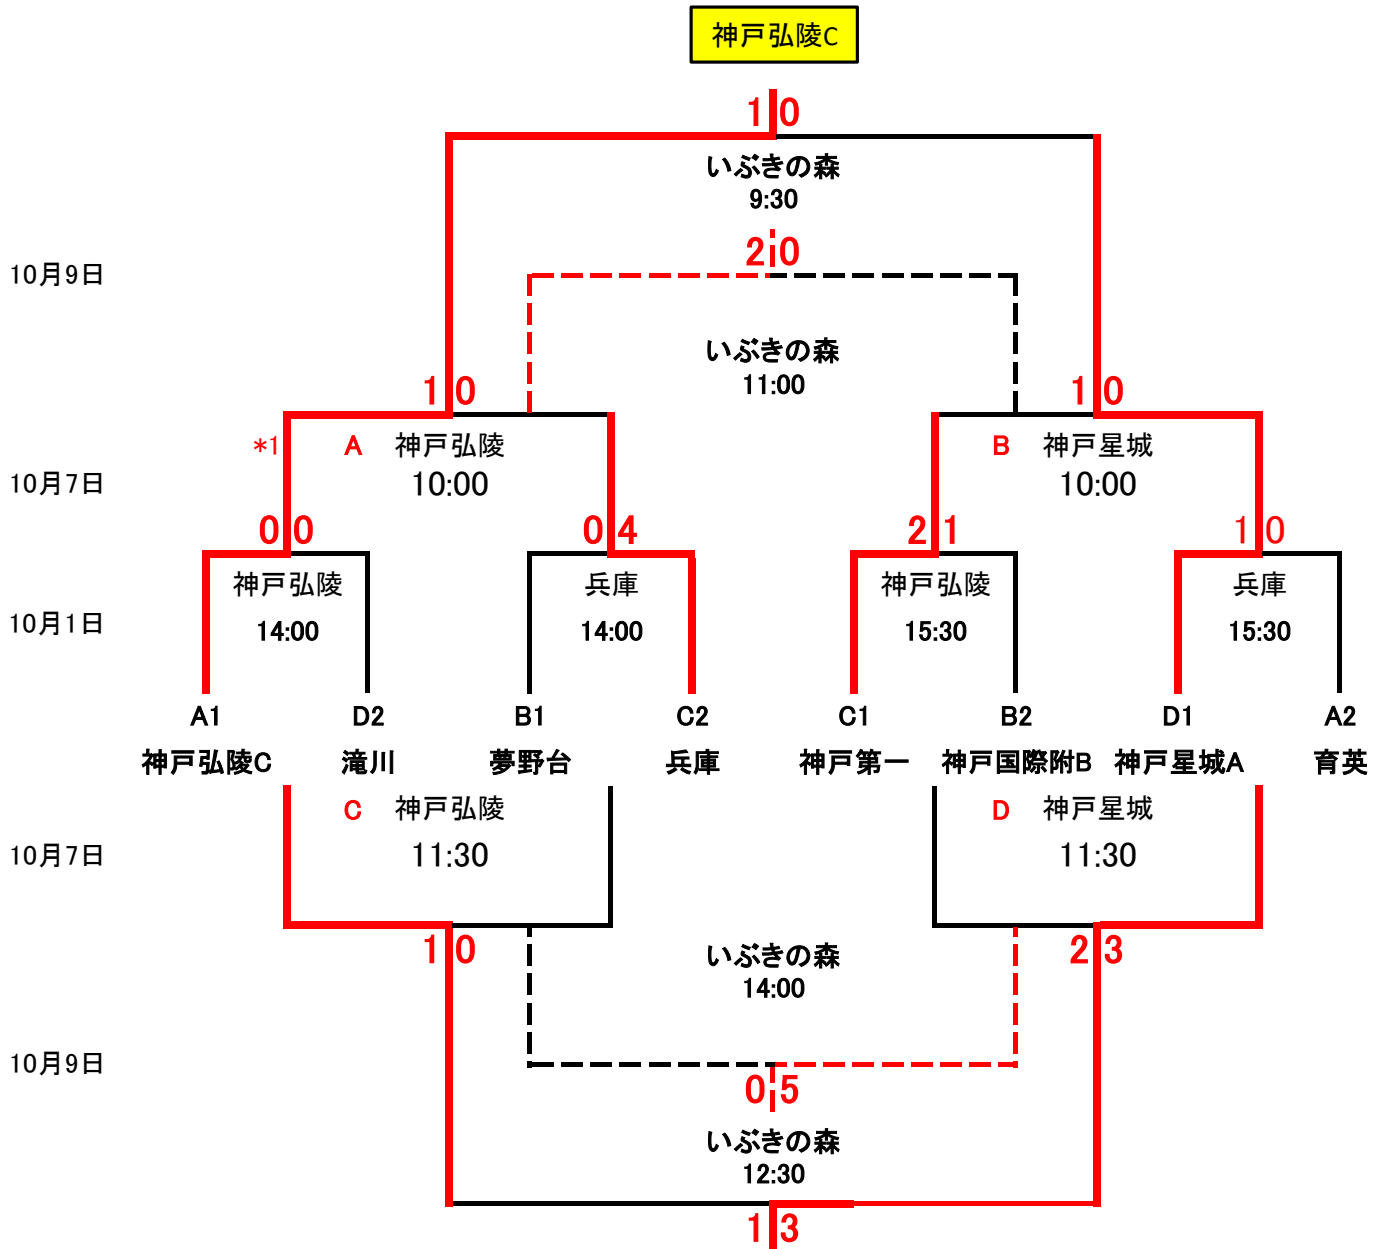 神戸弘陵C
1 0
いぶきの森
9:30
2 0
10月9日
いぶきの森
11:00
1 0 1 0
*1 A 神戸弘陵 B 神戸星城
10月7日 10:00 10:00
0 0 0 4 2 1 1 0
神戸弘陵 兵庫 神戸弘陵 兵庫
10月1日 14:00 14:00 15:30 15:30
A1 D2 B1 C2 C1 B2 D1 A2
神戸弘陵C 滝川 夢野台 兵庫 神戸第一 神戸国際附B 神戸星城A 育英
C 神戸弘陵 D 神戸星城
10月7日 11:30 11:30
1 0 いぶきの森 2 3
14:00
10月9日
0 5
いぶきの森
12:30
1 3